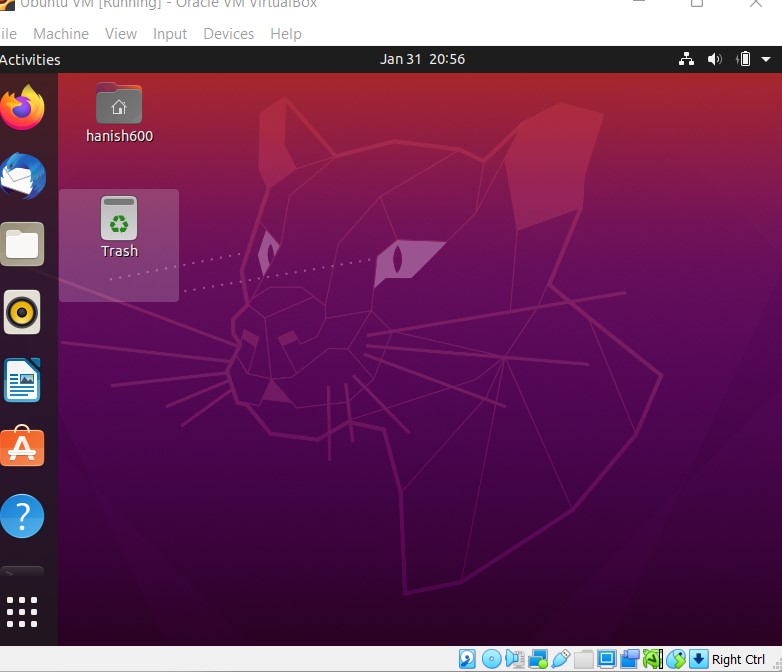 Ubuntu VM [Running] - Oracle VM VirtualBox
ile Machine View Input Devices Help
Activities Jan 31 20:56
hanish600
Trash
Right Ctrl